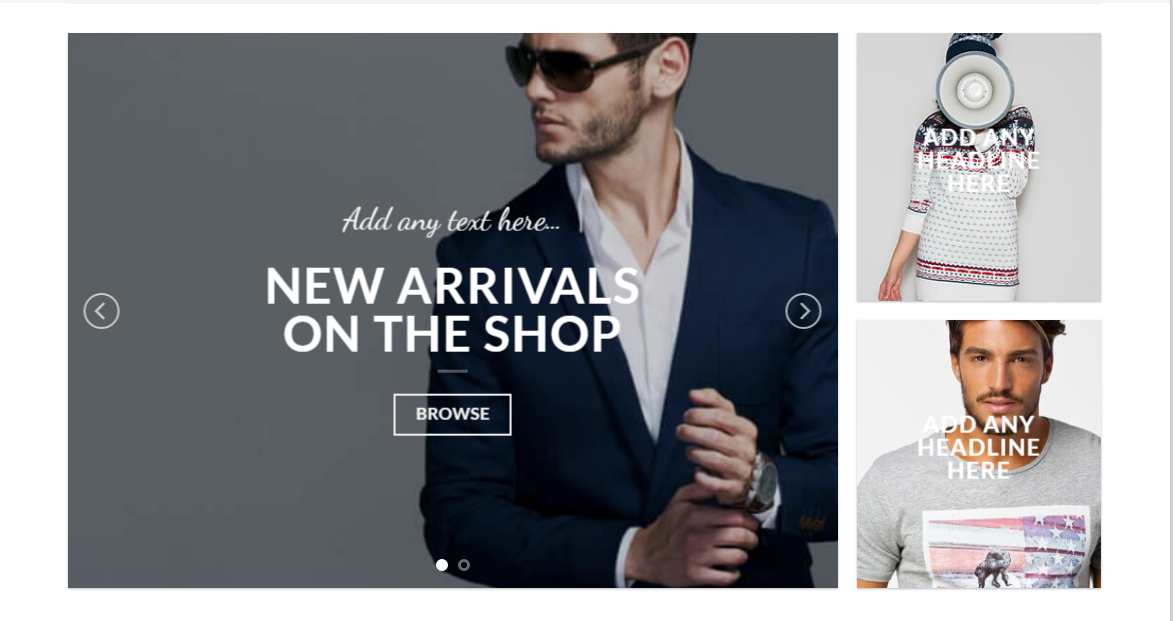 Add any text here...
NEW ARRIVALS
ON THE SHOP
BROWSE
ADD ANY
HEADLINE
HERE
ADD ANY
HEADLINE
HERE